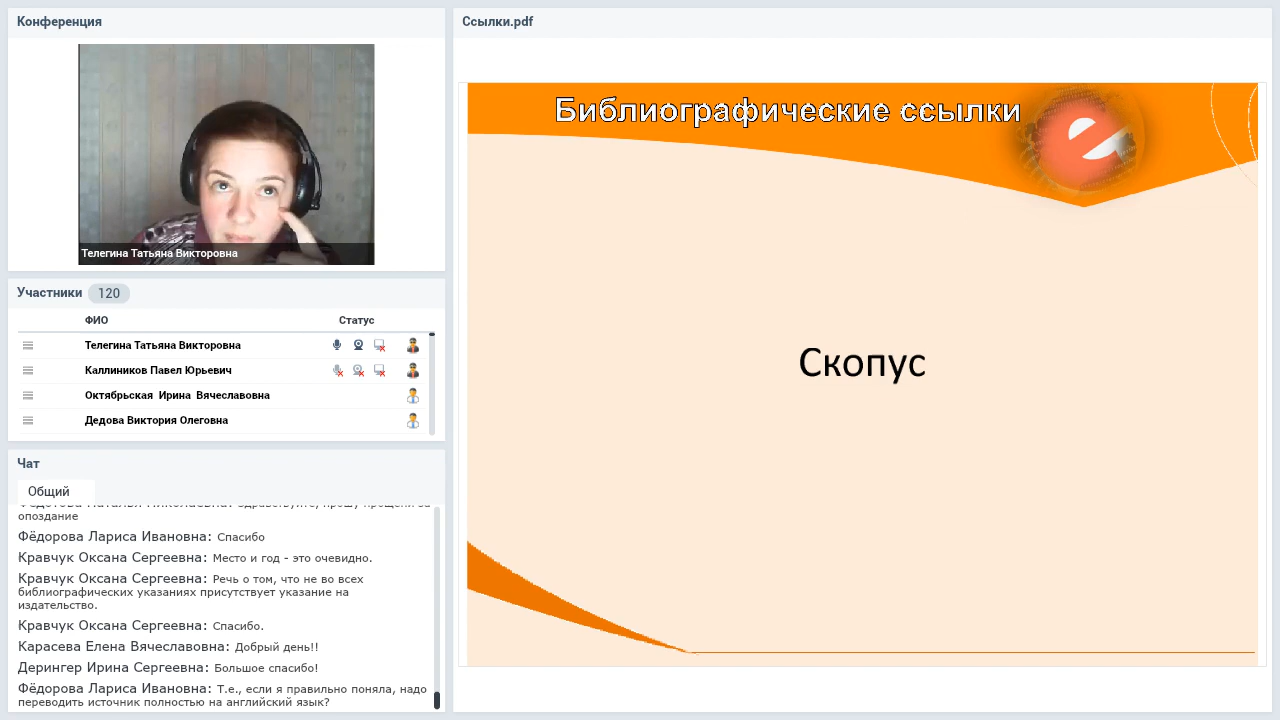 Конференция
Телегина Татьяна Викторовна
Участники 120
ФИО Статус
Телегина Татьяна Викторовна
Каллиников Павел Юрьевич
Октябрьская Ирина Вячеславовна
Дедова Виктория Олеговна
Чат
Общий
опоздание
Фёдорова Лариса Ивановна: Спасибо
Кравчук Оксана Сергеевна: Место и год - это очевидно.
Кравчук Оксана Сергеевна: Речь о том, что не во всех
библиографических указаниях присутствует указание на
издательство.
Кравчук Оксана Сергеевна: Спасибо.
Карасева Елена Вячеславовна: Добрый день!!
Дерингер Ирина Сергеевна: Большое спасибо!
Фёдорова Лариса Ивановна: Т.е., если я правильно поняла, надо
переводить источник полностью на английский язык?
Ссылки.pdf
Библиографические ссылки
Скопус